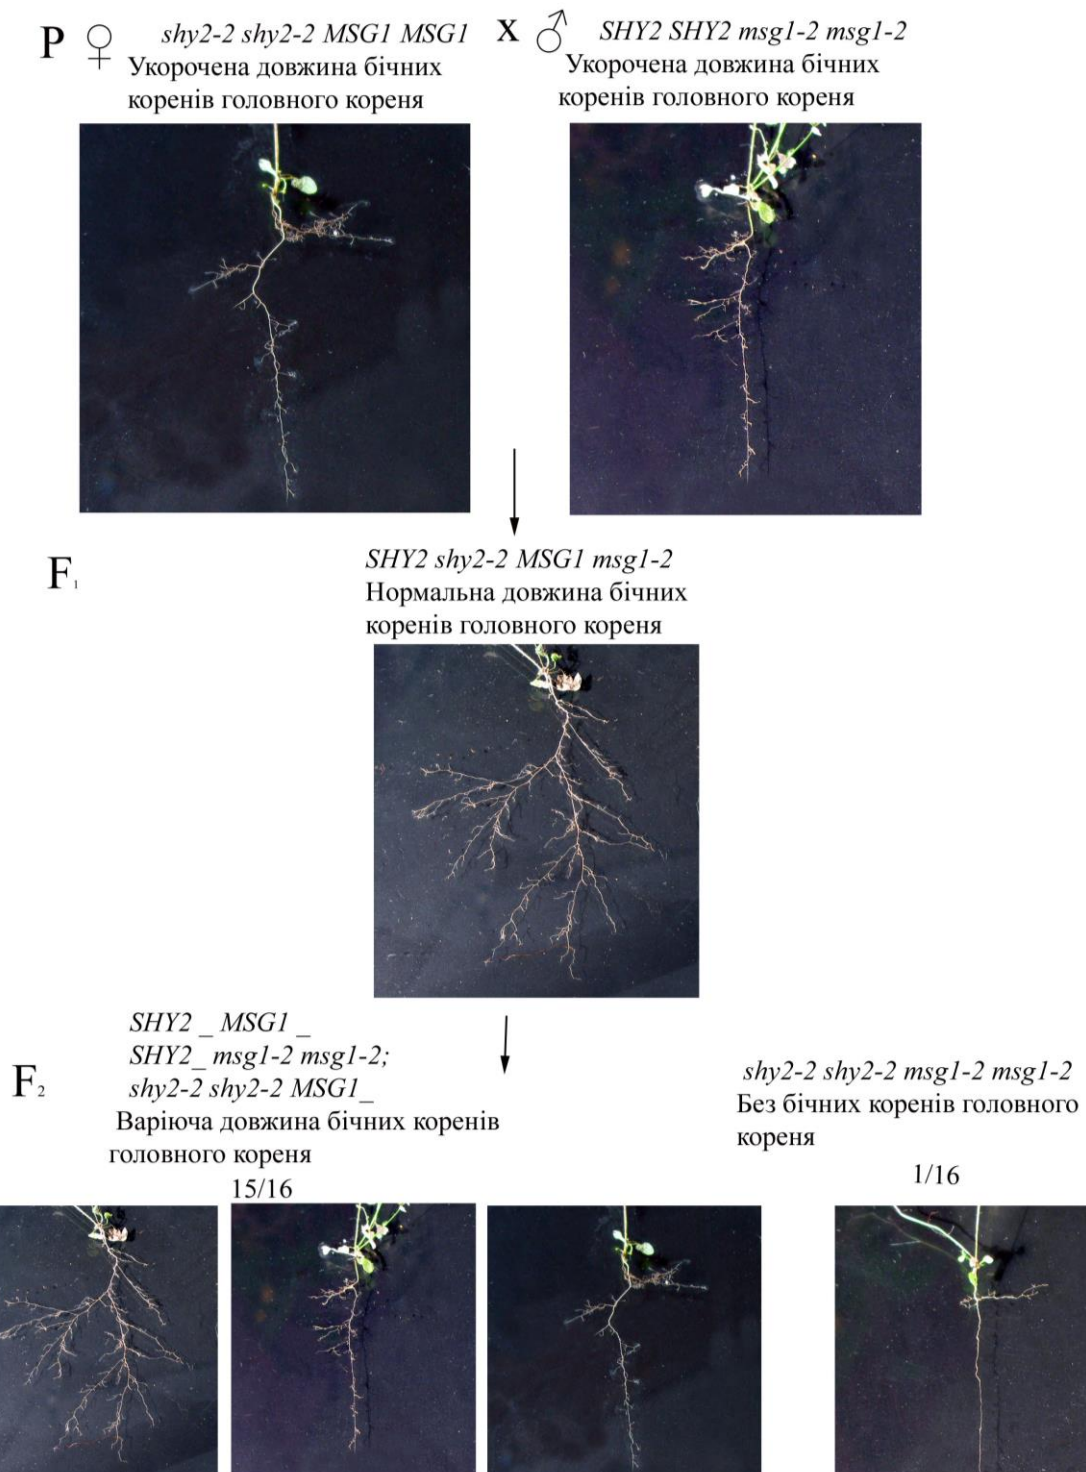 P ♀ shy2-2 shy2-2 MSG1 MSG1 X ♂ SHY2 SHY2 msg1-2 msg1-2
Укорочена довжина бічних
коренів головного кореня
Укорочена довжина бічних
коренів головного кореня
F₁
SHY2 shy2-2 MSG1 msg1-2
Нормальна довжина бічних
коренів головного кореня
F₂
SHY2 _ MSG1 _
SHY2_ msg1-2 msg1-2;
shy2-2 shy2-2 MSG1_
Варіюча довжина бічних коренів
головного кореня
15/16
shy2-2 shy2-2 msg1-2 msg1-2
Без бічних коренів головного
кореня
1/16